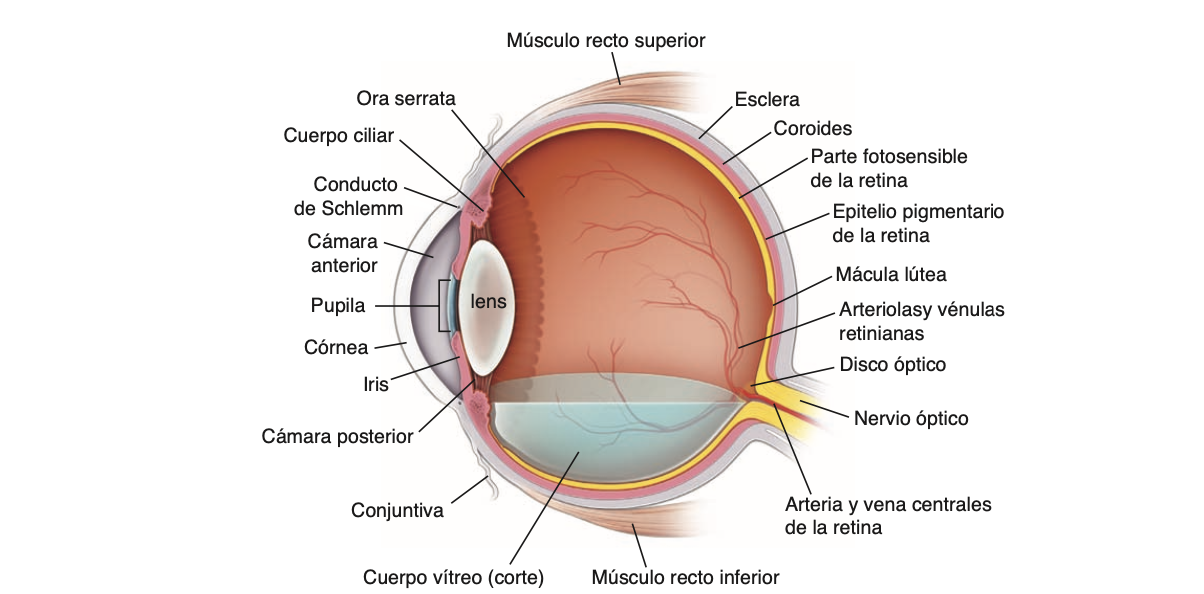 Músculo recto superior
Ora serrata
Cuerpo ciliar
Conducto
de Schlemm
Cámara
anterior
Pupila
Córnea
Iris
Cámara posterior
Conjuntiva
Cuerpo vítreo (corte)
lens
Esclera
Coroides
Parte fotosensible
de la retina
Epitelio pigmentario
de la retina
Mácula lútea
Arteriolasy vénulas
retinianas
Disco óptico
Nervio óptico
Arteria y vena centrales
de la retina
Músculo recto inferior